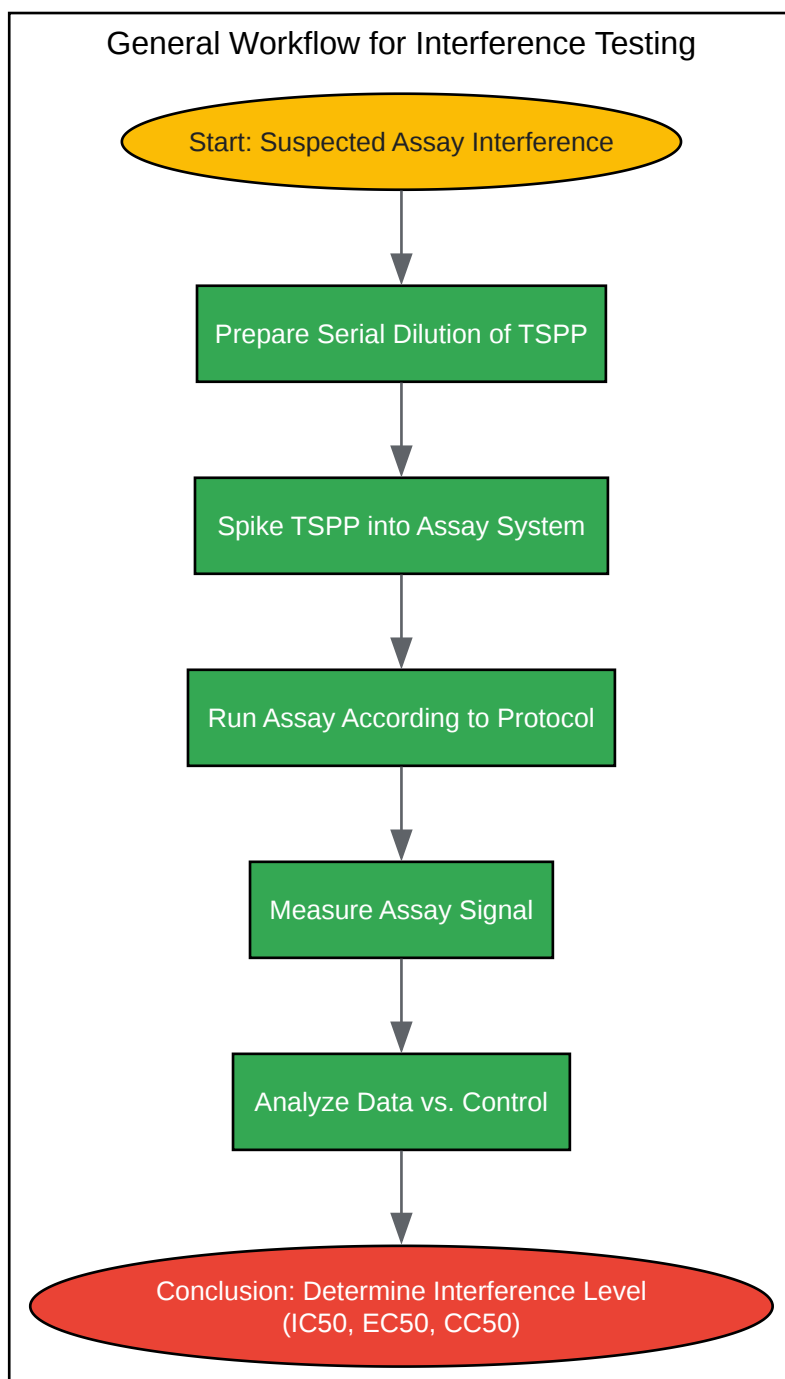 General Workflow for Interference Testing
Start: Suspected Assay Interference
Prepare Serial Dilution of TSPP
Spike TSPP into Assay System
Run Assay According to Protocol
Measure Assay Signal
Analyze Data vs. Control
Conclusion: Determine Interference Level
(IC50, EC50, CC50)